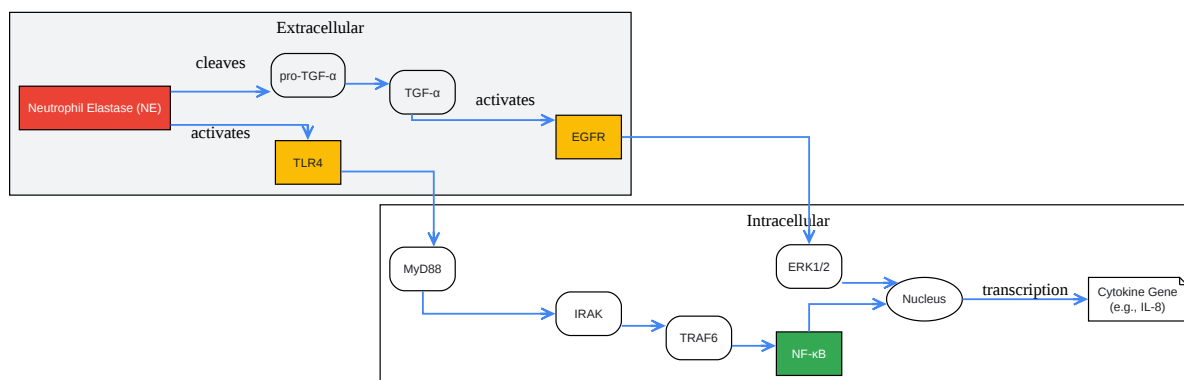 Extracellular
cleaves
pro-TGF-α
TGF-α
Neutrophil Elastase (NE)
activates
activates
EGFR
TLR4
Intracellular
MyD88
ERK1/2
IRAK
TRAF6
NF-κB
Nucleus
transcription
Cytokine Gene
(e.g., IL-8)